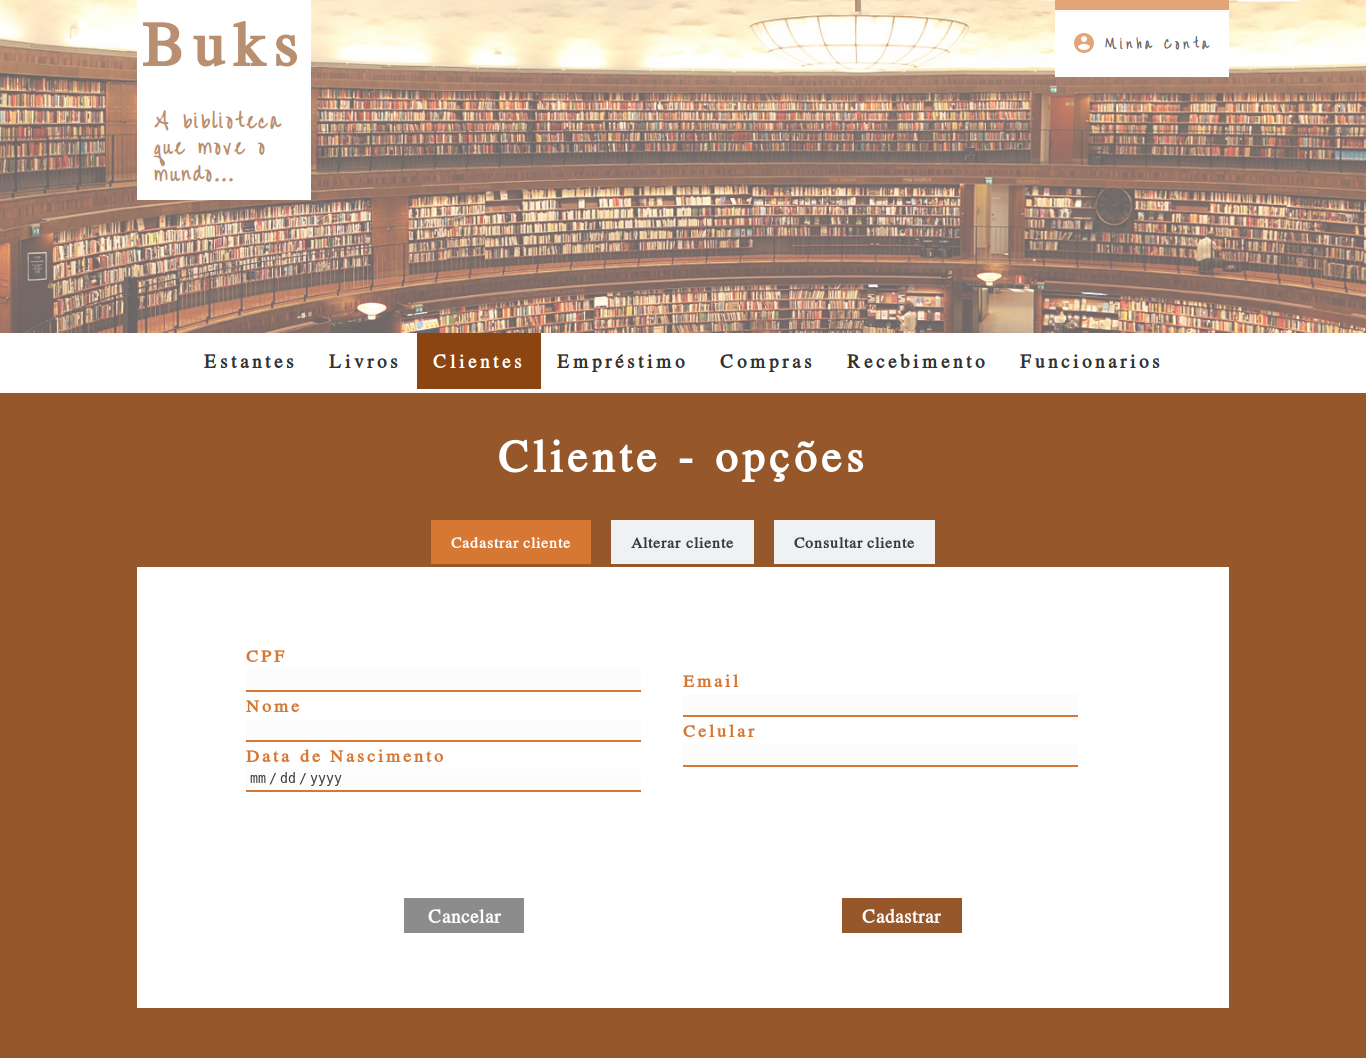 Buks
A biblioteca
que move o
mundo...
Minha conta
Estantes Livros Clientes Empréstimo Compras Recebimento Funcionarios
Cliente - opções
Cadastrar cliente Alterar cliente Consultar cliente
CPF
Nome
Data de Nascimento
mm / dd / yyyy
Email
Celular
Cancelar Cadastrar